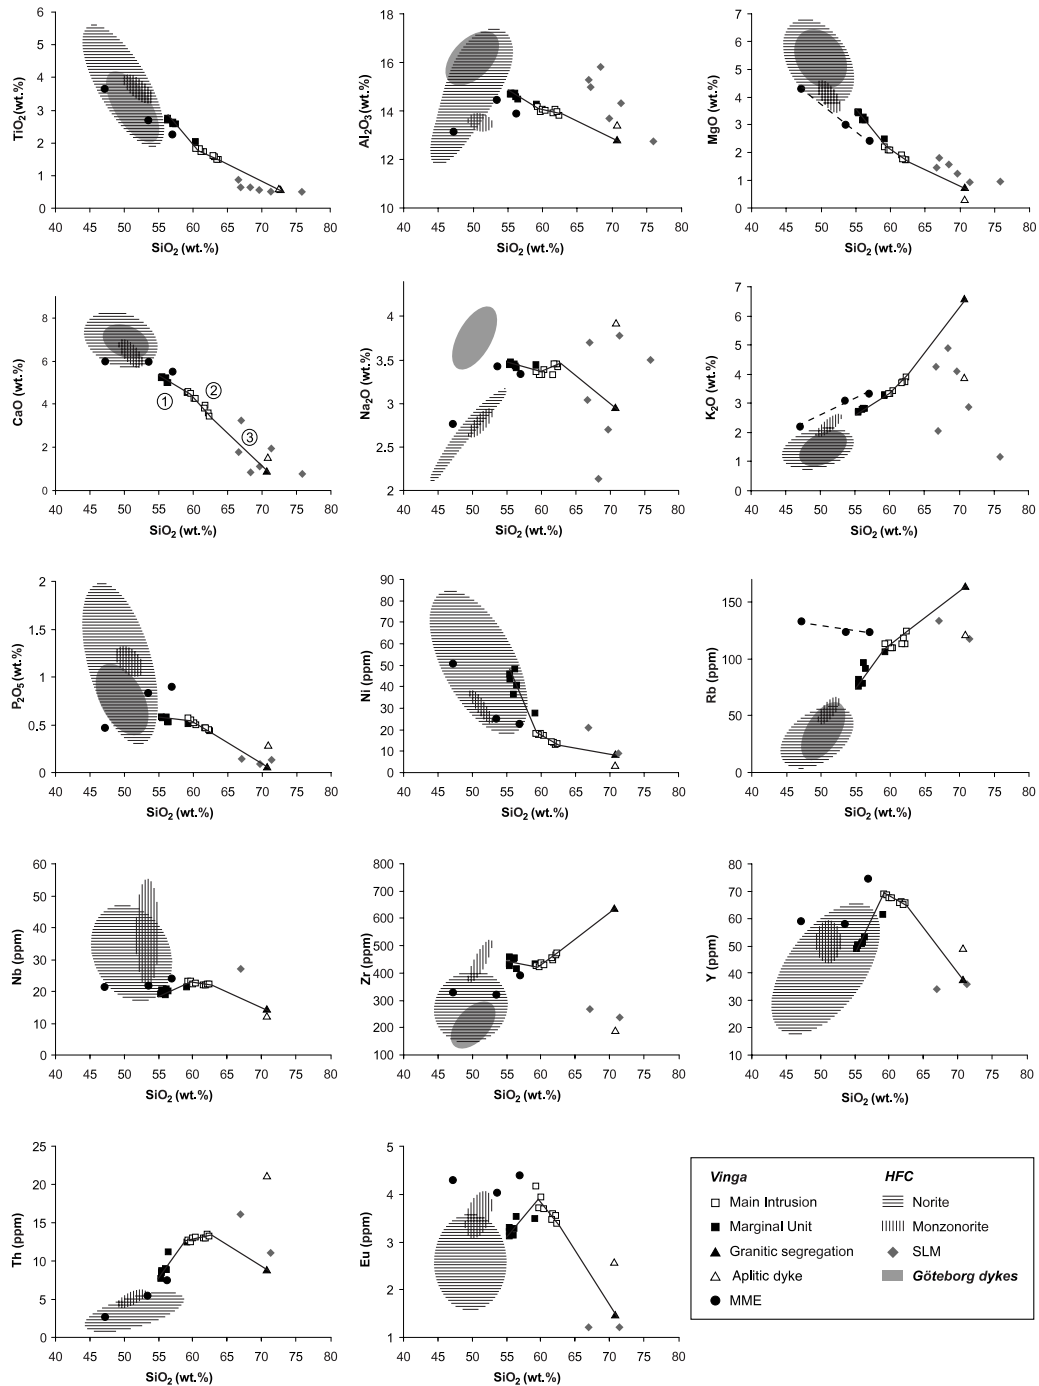 TiO2(wt.%)
6
5
4
3
2
1
0
40 45 50 55 60 65 70 75 80
SiO2 (wt.%)
Al2O3(wt.%)
18
16
14
12
10
40 45 50 55 60 65 70 75 80
SiO2 (wt.%)
MgO (wt.%)
7
6
5
4
3
2
1
0
40 45 50 55 60 65 70 75 80
SiO2 (wt.%)
CaO (wt.%)
8
6
4
2
0
1
2
3
40 45 50 55 60 65 70 75 80
SiO2 (wt.%)
Na2O (wt.%)
4
3.5
3
2.5
2
40 45 50 55 60 65 70 75 80
SiO2 (wt.%)
K2O (wt.%)
7
6
5
4
3
2
1
0
40 45 50 55 60 65 70 75 80
SiO2 (wt.%)
P2O5(wt.%)
2
1.5
1
0.5
0
40 45 50 55 60 65 70 75 80
SiO2 (wt.%)
Ni (ppm)
90
80
70
60
50
40
30
20
10
0
40 45 50 55 60 65 70 75 80
SiO2 (wt.%)
Rb (ppm)
150
100
50
0
40 45 50 55 60 65 70 75 80
SiO2 (wt.%)
Nb (ppm)
60
50
40
30
20
10
0
40 45 50 55 60 65 70 75 80
SiO2 (wt.%)
Zr (ppm)
800
700
600
500
400
300
200
100
40 45 50 55 60 65 70 75 80
SiO2 (wt.%)
Y (ppm)
80
70
60
50
40
30
20
10
40 45 50 55 60 65 70 75 80
SiO2 (wt.%)
Th (ppm)
25
20
15
10
5
0
40 45 50 55 60 65 70 75 80
SiO2 (wt.%)
Eu (ppm)
5
4
3
2
1
40 45 50 55 60 65 70 75 80
SiO2 (wt.%)
Vinga HFC
Main Intrusion Norite
Marginal Unit Monzonorite
Granitic segregation SLM
Aplitic dyke Göteborg dykes
MME